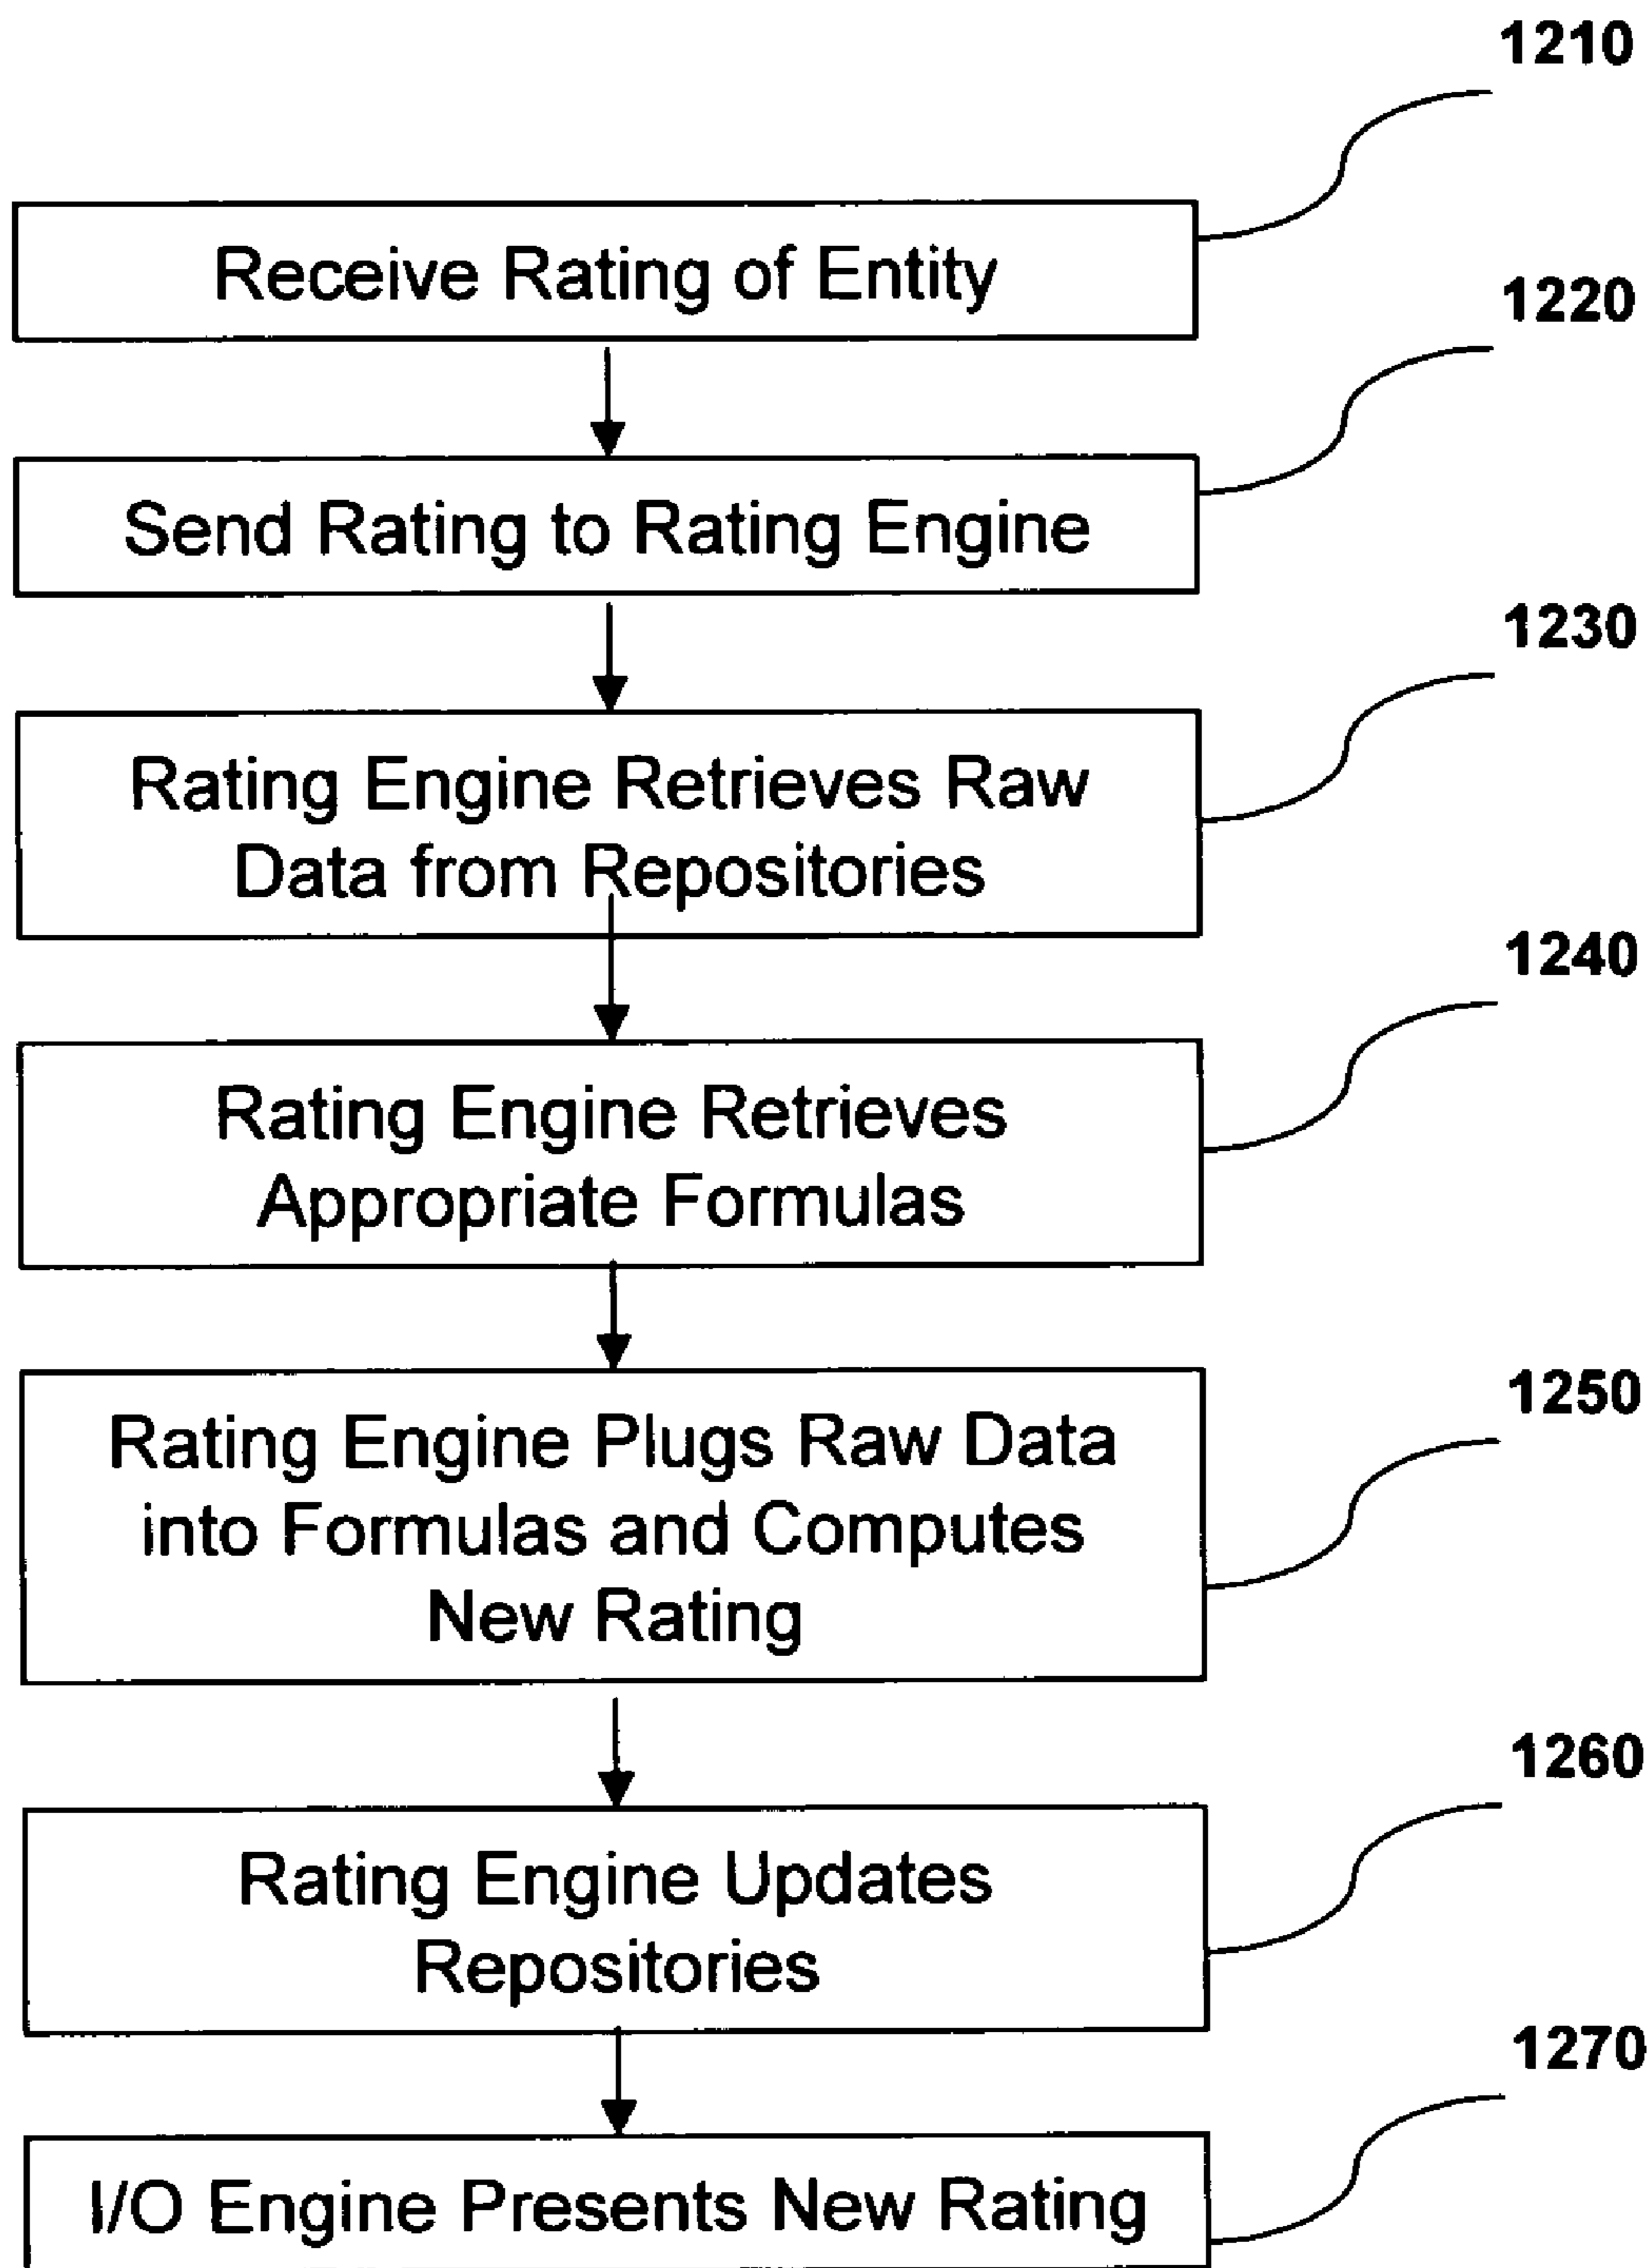 1210
Receive Rating of Entity
1220
Send Rating to Rating Engine
1230
Rating Engine Retrieves Raw
Data from Repositories
1240
Rating Engine Retrieves
Appropriate Formulas
1250
Rating Engine Plugs Raw Data
into Formulas and Computes
New Rating
1260
Rating Engine Updates
Repositories
1270
I/O Engine Presents New Rating